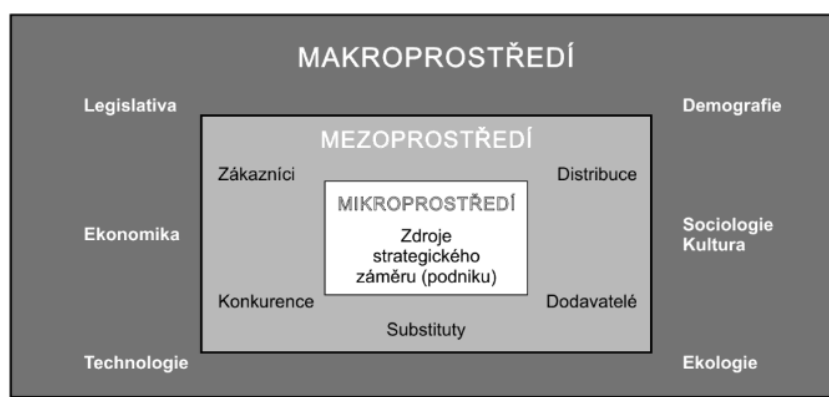 MAKROPROSTŘEDÍ
Legislativa
Demografie
MEZOPROSTŘEDÍ
Zákazníci
Distribuce
MIKROPROSTŘEDÍ
Zdroje
strategického
záměru (podniku)
Ekonomika
Sociologie
Kultura
Konkurence
Dodavatelé
Substituty
Technologie
Ekologie